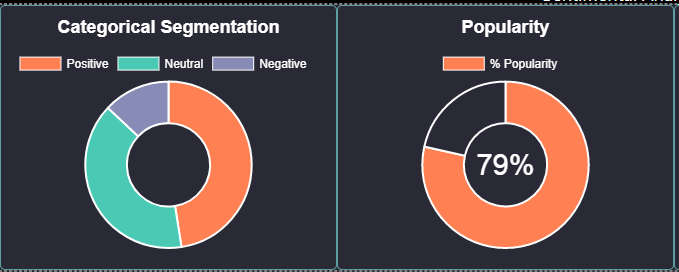 Categorical Segmentation
Positive
Neutral
Negative
Popularity
% Popularity
79%